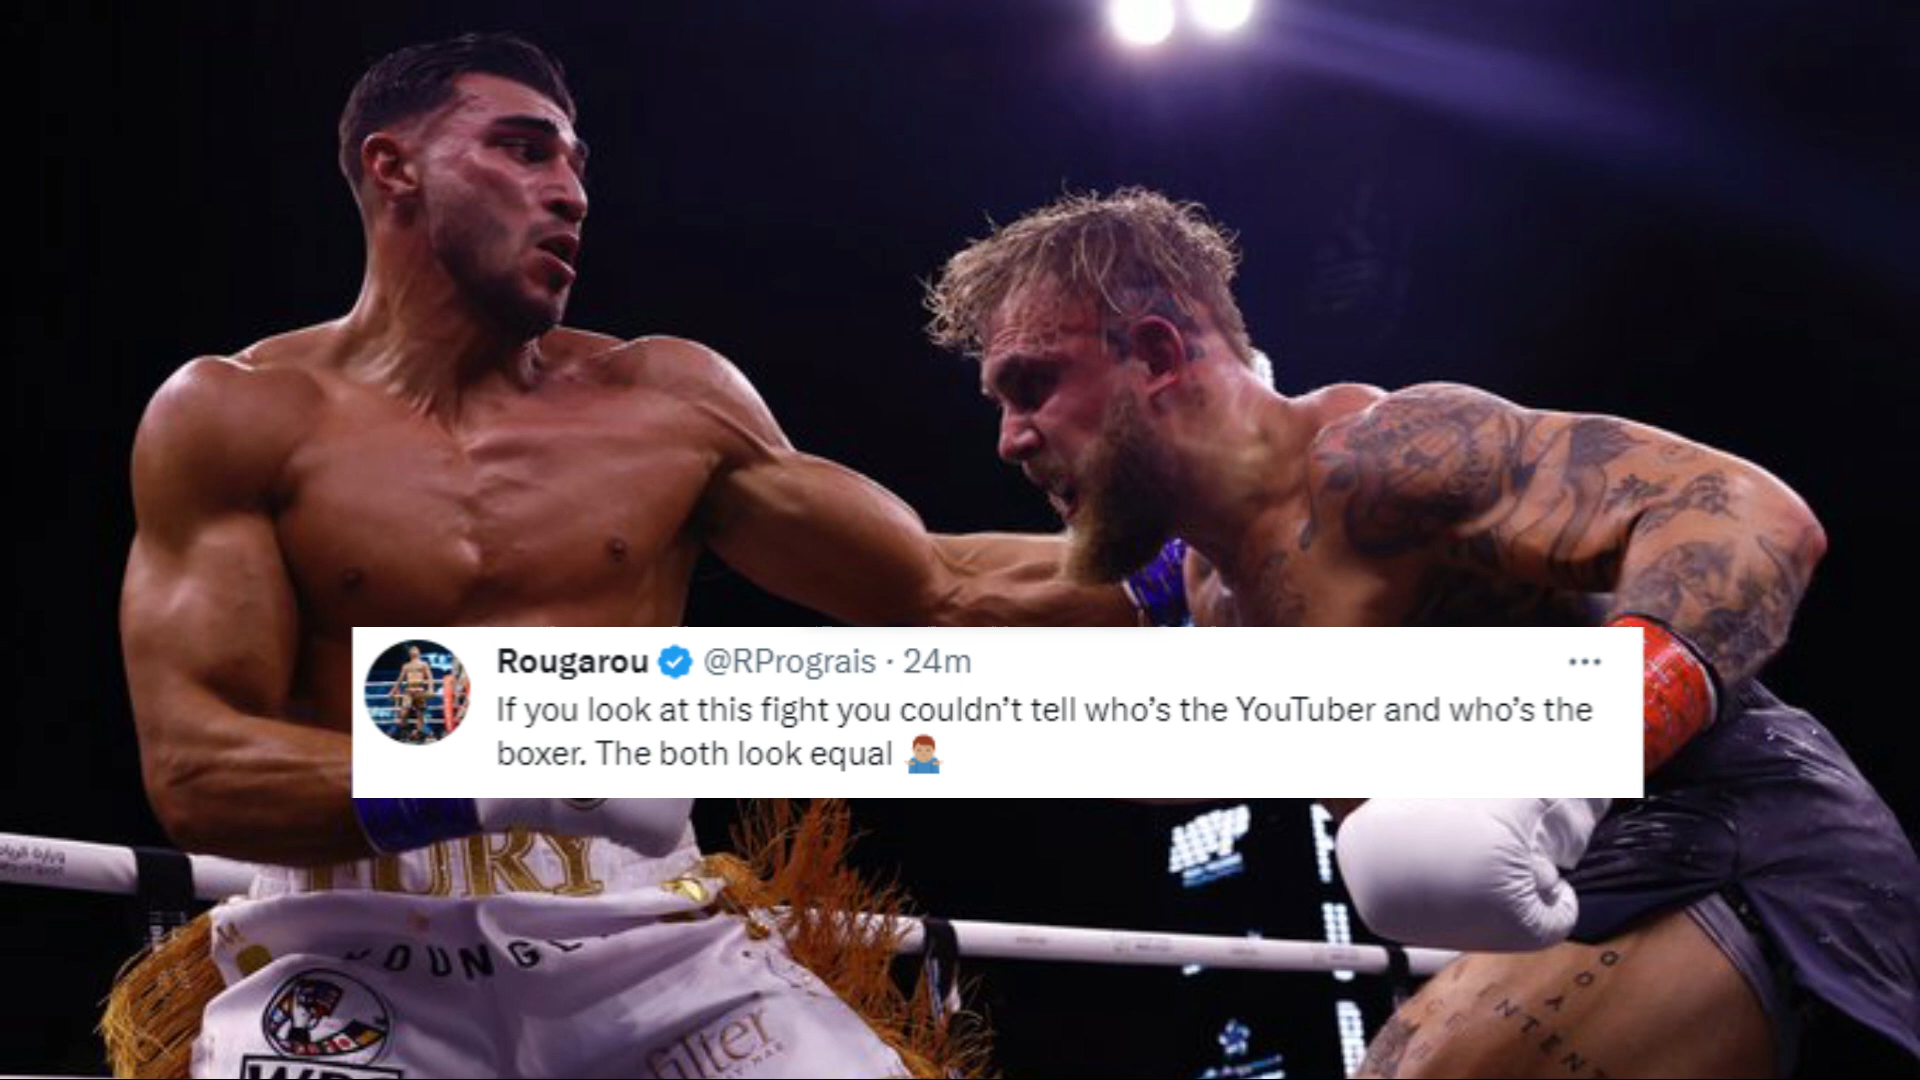 Rougarou @RPrograis · 24m
If you look at this fight you couldn’t tell who’s the YouTuber and who’s the
boxer. The both look equal 🤷🏽‍♂️
FURY
YOUNG
filter